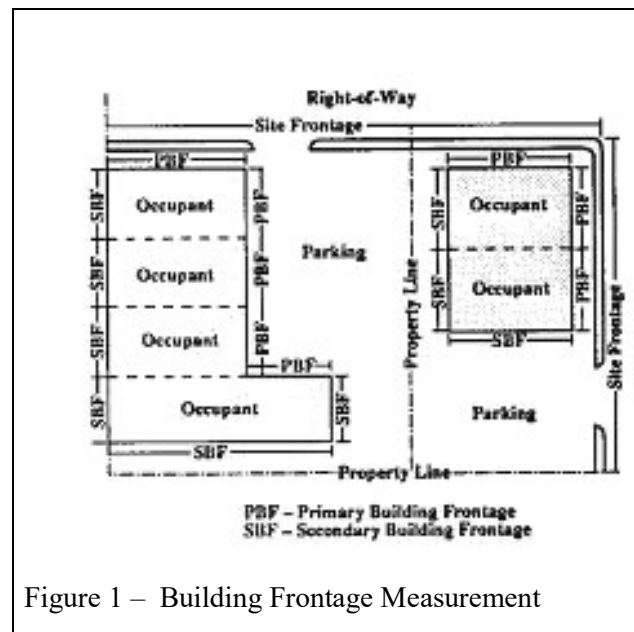 Right-of-Way
Site Frontage
PBF
PBF
SBF
Occupant
PBF
SBF
Occupant
PBF
Parking
SBF
Occupant
PBF
SBF
Occupant
PBF
Property Line
SBF
Occupant
PBF
PBF
SBF
Site Frontage
SBF
Occupant
SBF
Parking
SBF
Property Line
PBF – Primary Building Frontage
SBF – Secondary Building Frontage
Figure 1 – Building Frontage Measurement